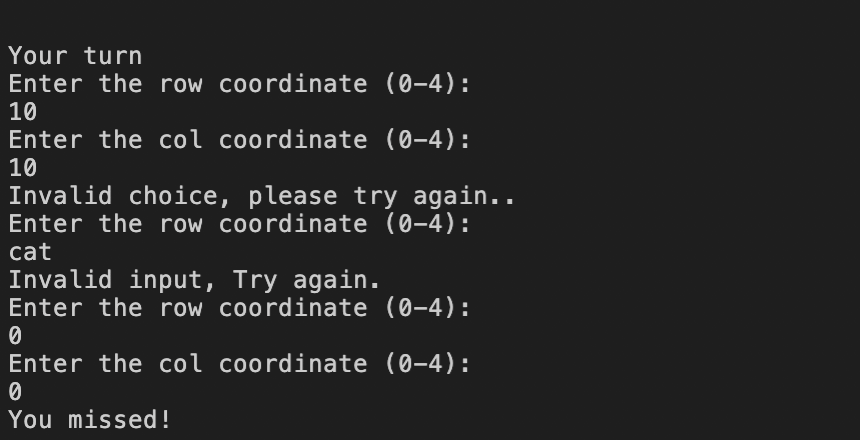 Your turn
Enter the row coordinate (0-4):
10
Enter the col coordinate (0-4):
10
Invalid choice, please try again..
Enter the row coordinate (0-4):
cat
Invalid input, Try again.
Enter the row coordinate (0-4):
0
Enter the col coordinate (0-4):
0
You missed!